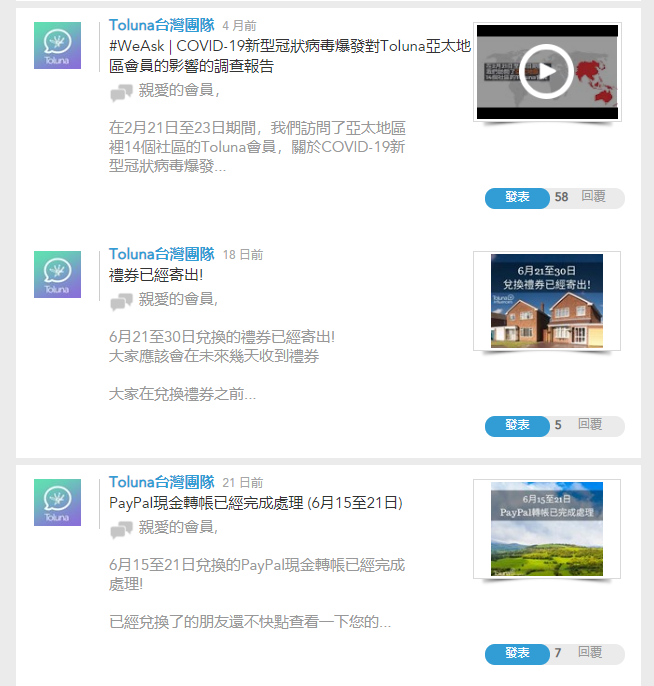 Toluna台灣團隊 4 月前
#WeAsk | COVID-19新型冠狀病毒爆發對Toluna亞太地
區會員的影響的調查報告
親愛的會員，
在2月21日至23日期間，我們訪問了亞太地區
裡14個社區的Toluna會員，關於COVID-19新
型冠狀病毒爆發...
Toluna
發表 58 回覆
Toluna台灣團隊 18 日前
禮券已經寄出!
親愛的會員，
6月21至30日兌換的禮券已經寄出!
大家應該會在未來幾天收到禮券
大家在兌換禮券之前...
Toluna
6月21至30日
兌換禮券已經寄出!
Toluna
發表 5 回覆
Toluna台灣團隊 21 日前
PayPal現金轉帳已經完成處理 (6月15至21日)
親愛的會員，
6月15至21日兌換的PayPal現金轉帳已經完成
處理!
已經兌換了的朋友還不快點查看一下您的...
Toluna
6月15至21日
PayPal轉帳已完成處理
發表 7 回覆